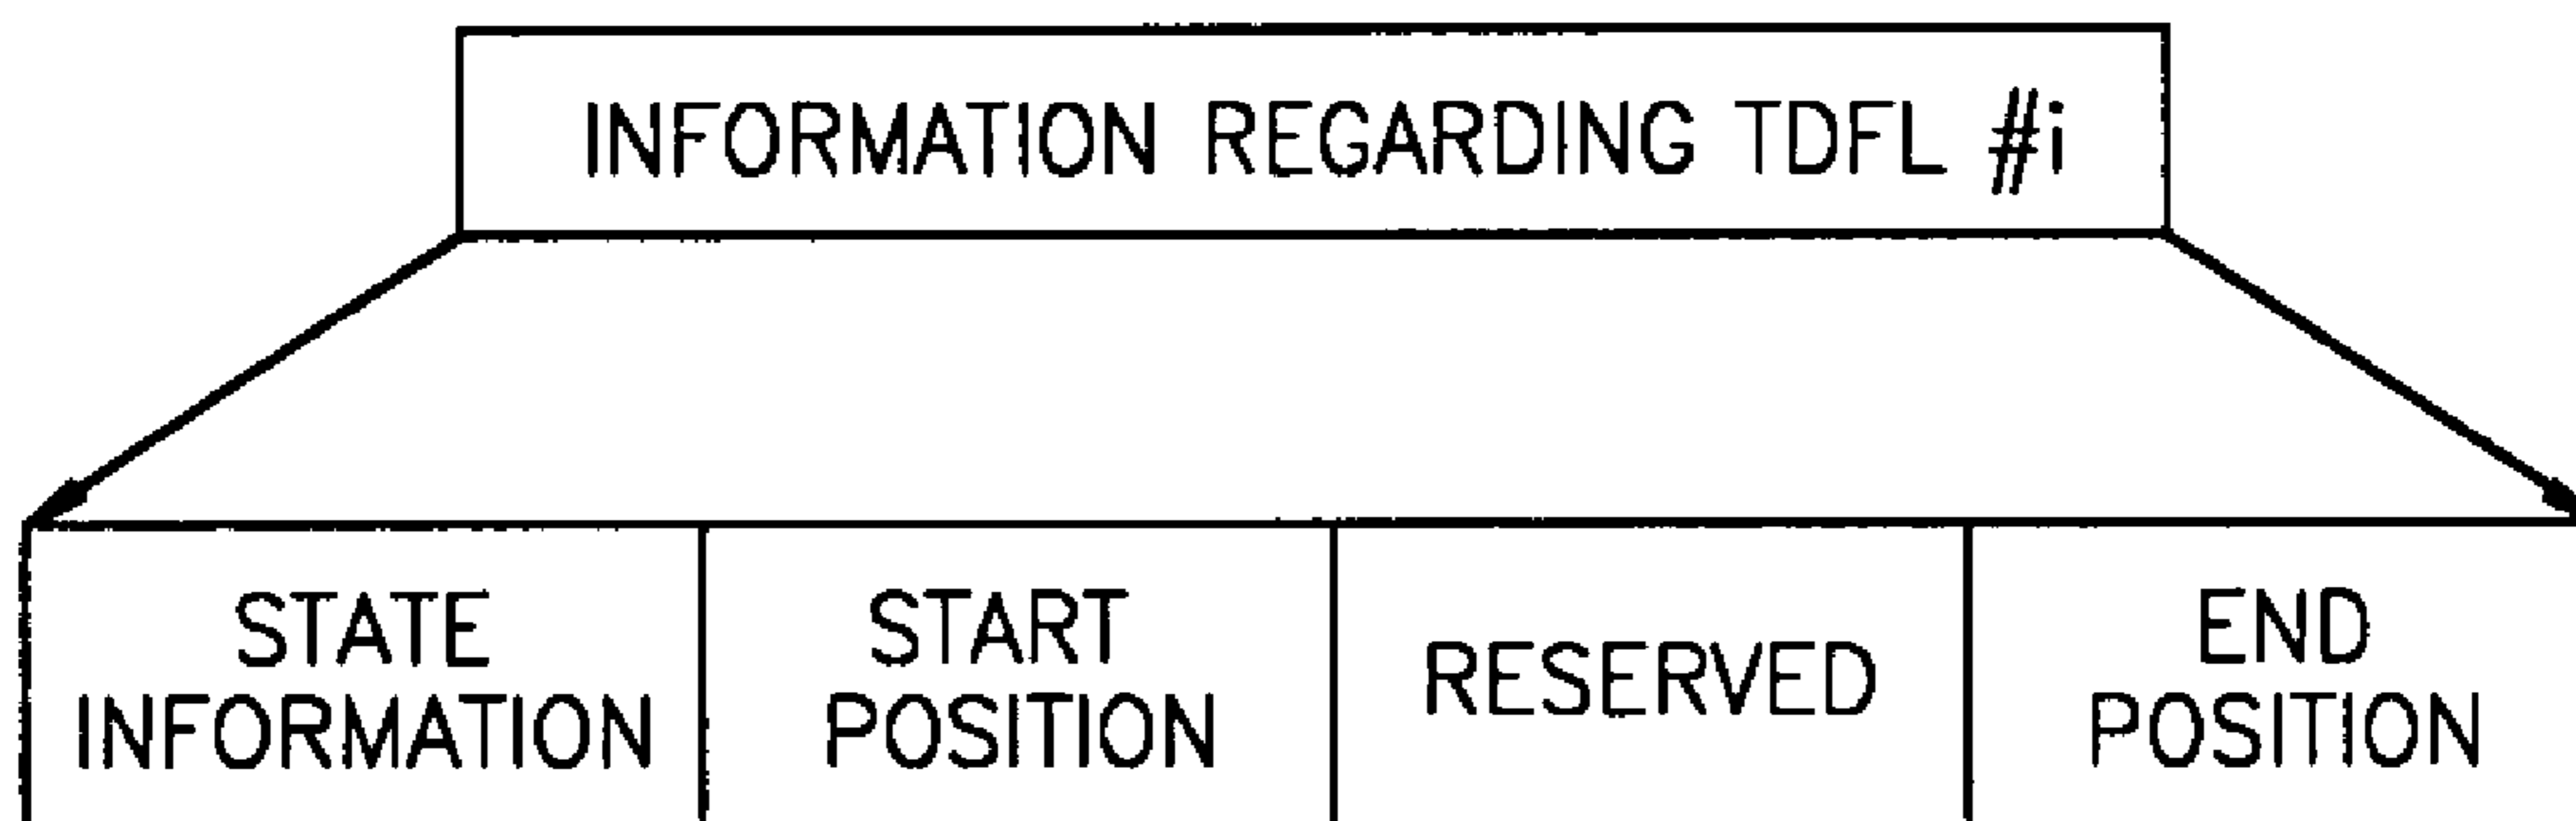 INFORMATION REGARDING TDFL #i
STATE
INFORMATION
START
POSITION
RESERVED
END
POSITION